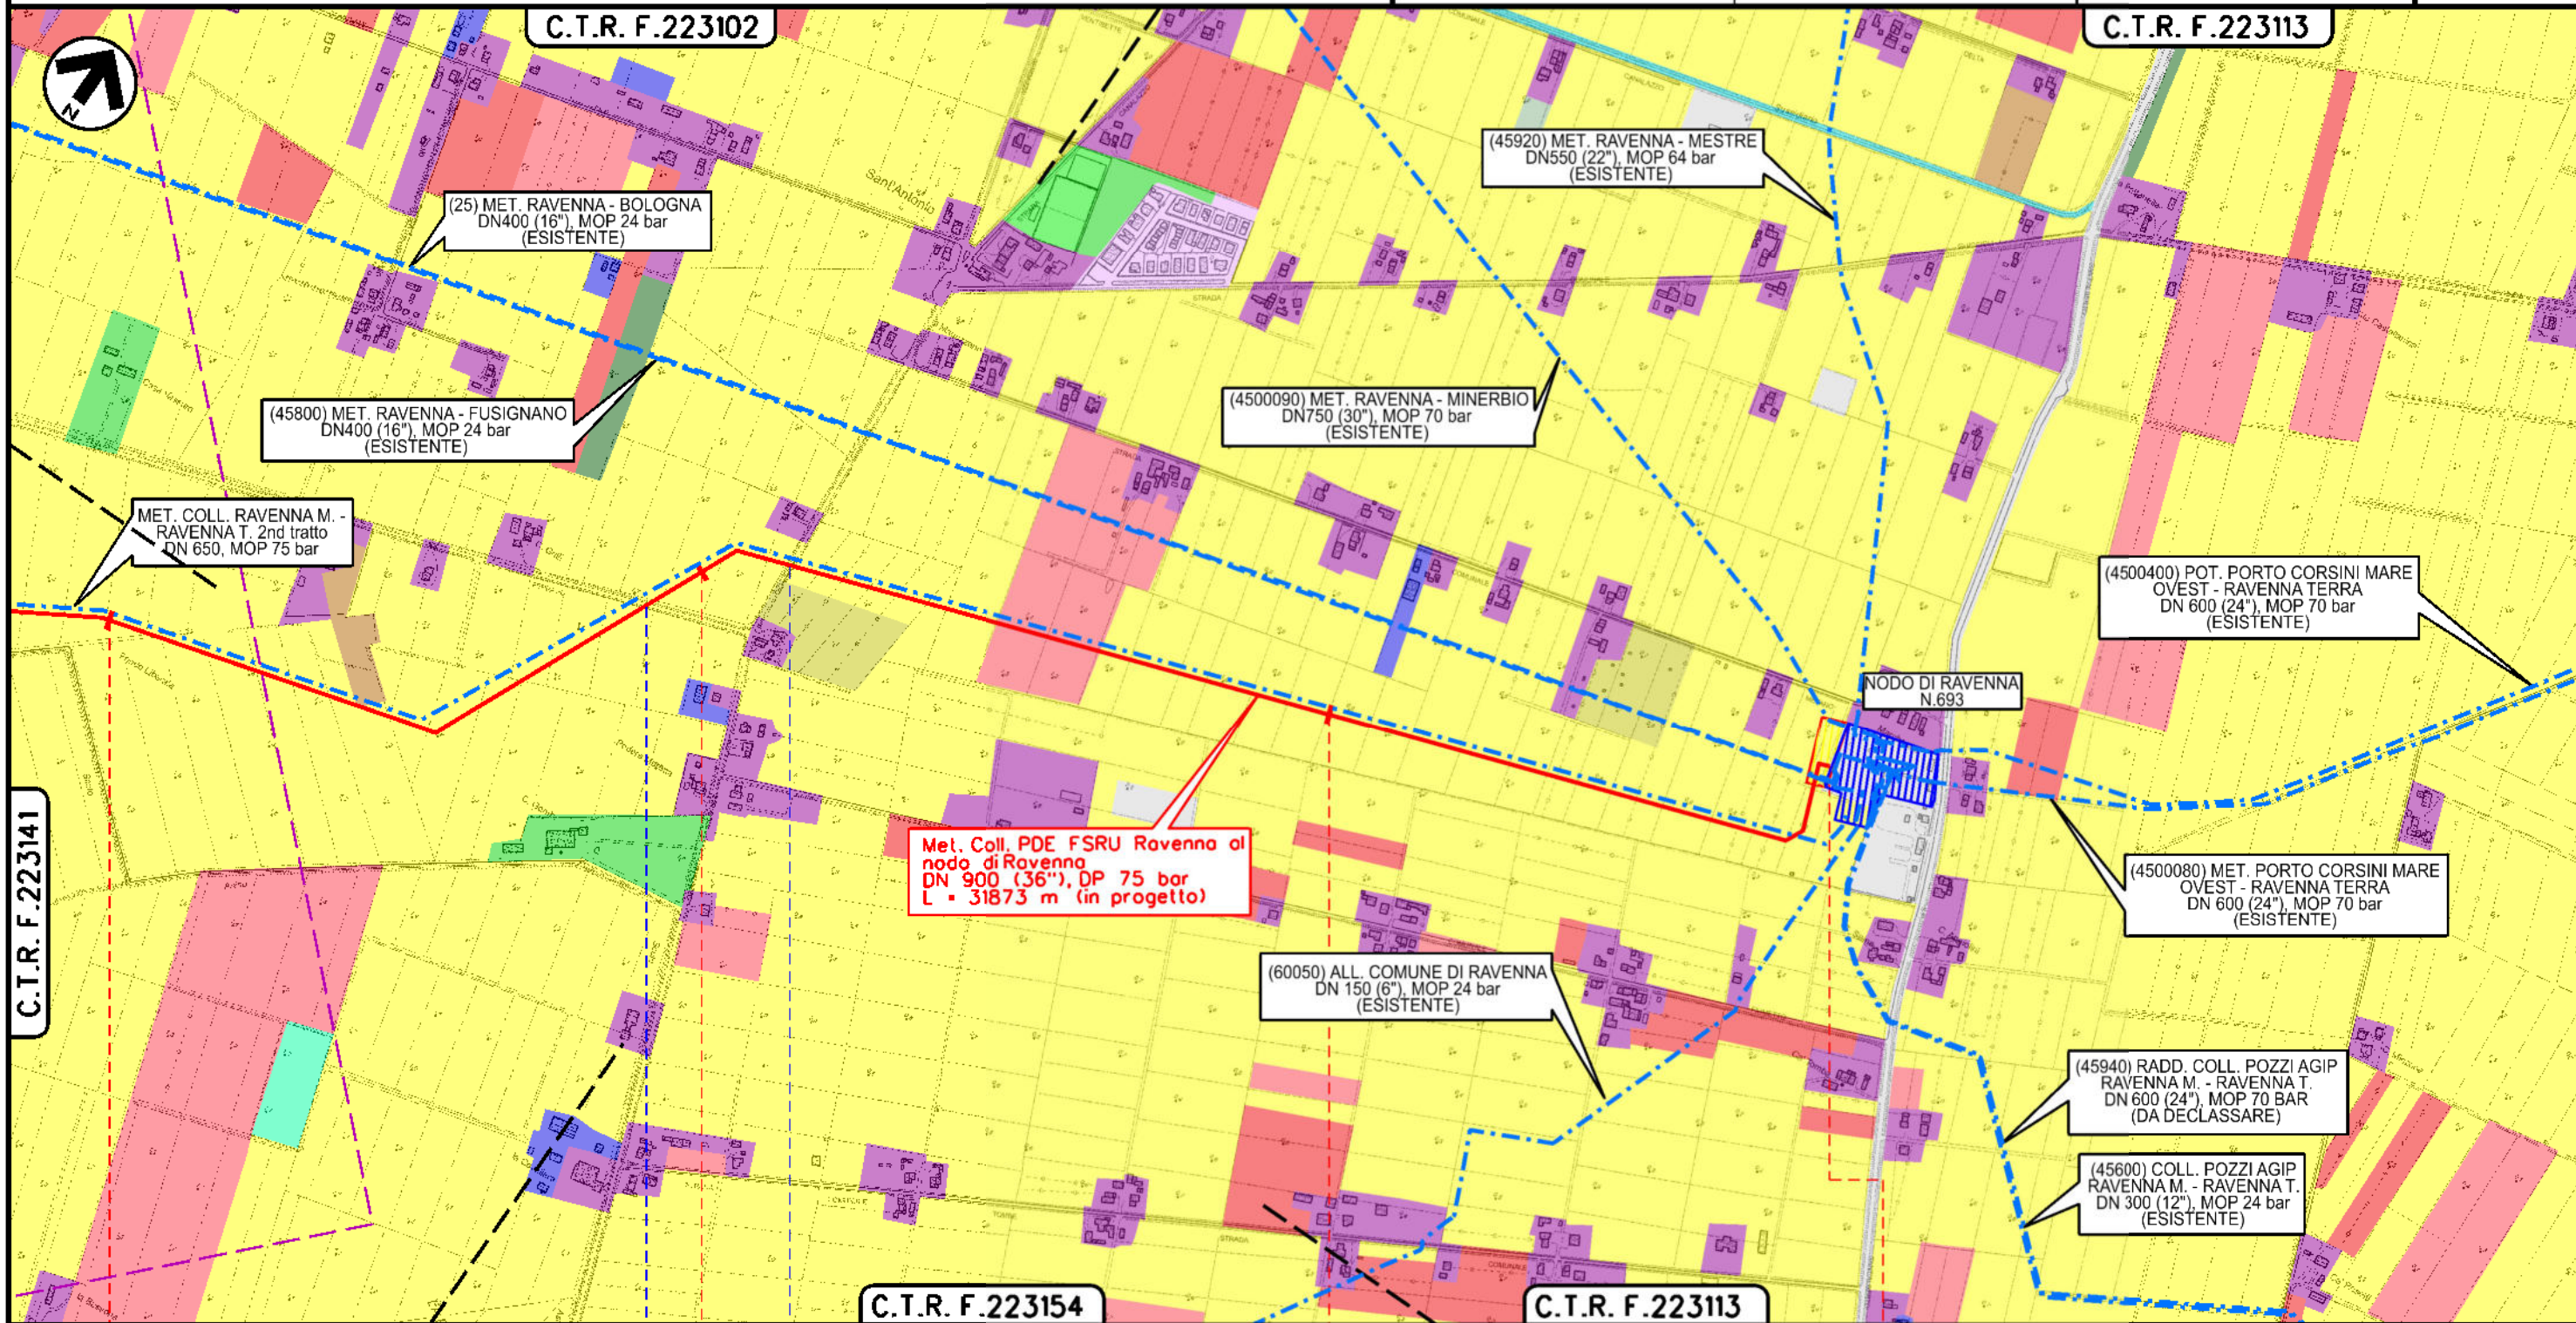 C.T.R. F.223102
C.T.R. F.223113
N
(45920) MET. RAVENNA - MESTRE
DN550 (22"), MOP 64 bar
(ESISTENTE)
(25) MET. RAVENNA - BOLOGNA
DN400 (16"), MOP 24 bar
(ESISTENTE)
Sant'Antonio
STRADA
(4500090) MET. RAVENNA - MINERBIO
DN750 (30"), MOP 70 bar
(ESISTENTE)
(45800) MET. RAVENNA - FUSIGNANO
DN400 (16"), MOP 24 bar
(ESISTENTE)
STRADA
MET. COLL. RAVENNA M. -
RAVENNA T. 2nd tratto
DN 650, MOP 75 bar
COMUNALE
(4500400) POT. PORTO CORSINI MARE
OVEST - RAVENNA TERRA
DN 600 (24"), MOP 70 bar
(ESISTENTE)
NODO DI RAVENNA
N.693
C.T.R. F.223141
Met. Coll. PDE FSRU Ravenna al
nodo di Ravenna
DN 900 (36"), DP 75 bar
L = 31873 m (in progetto)
(4500080) MET. PORTO CORSINI MARE
OVEST - RAVENNA TERRA
DN 600 (24"), MOP 70 bar
(ESISTENTE)
(60050) ALL. COMUNE DI RAVENNA
DN 150 (6"), MOP 24 bar
(ESISTENTE)
(45940) RADD. COLL. POZZI AGIP
RAVENNA M. - RAVENNA T.
DN 600 (24"), MOP 70 BAR
(DA DECLASSARE)
(45600) COLL. POZZI AGIP
RAVENNA M. - RAVENNA T.
DN 300 (12"), MOP 24 bar
(ESISTENTE)
STRADA
COMUNALE
C.T.R. F.223154
C.T.R. F.223113